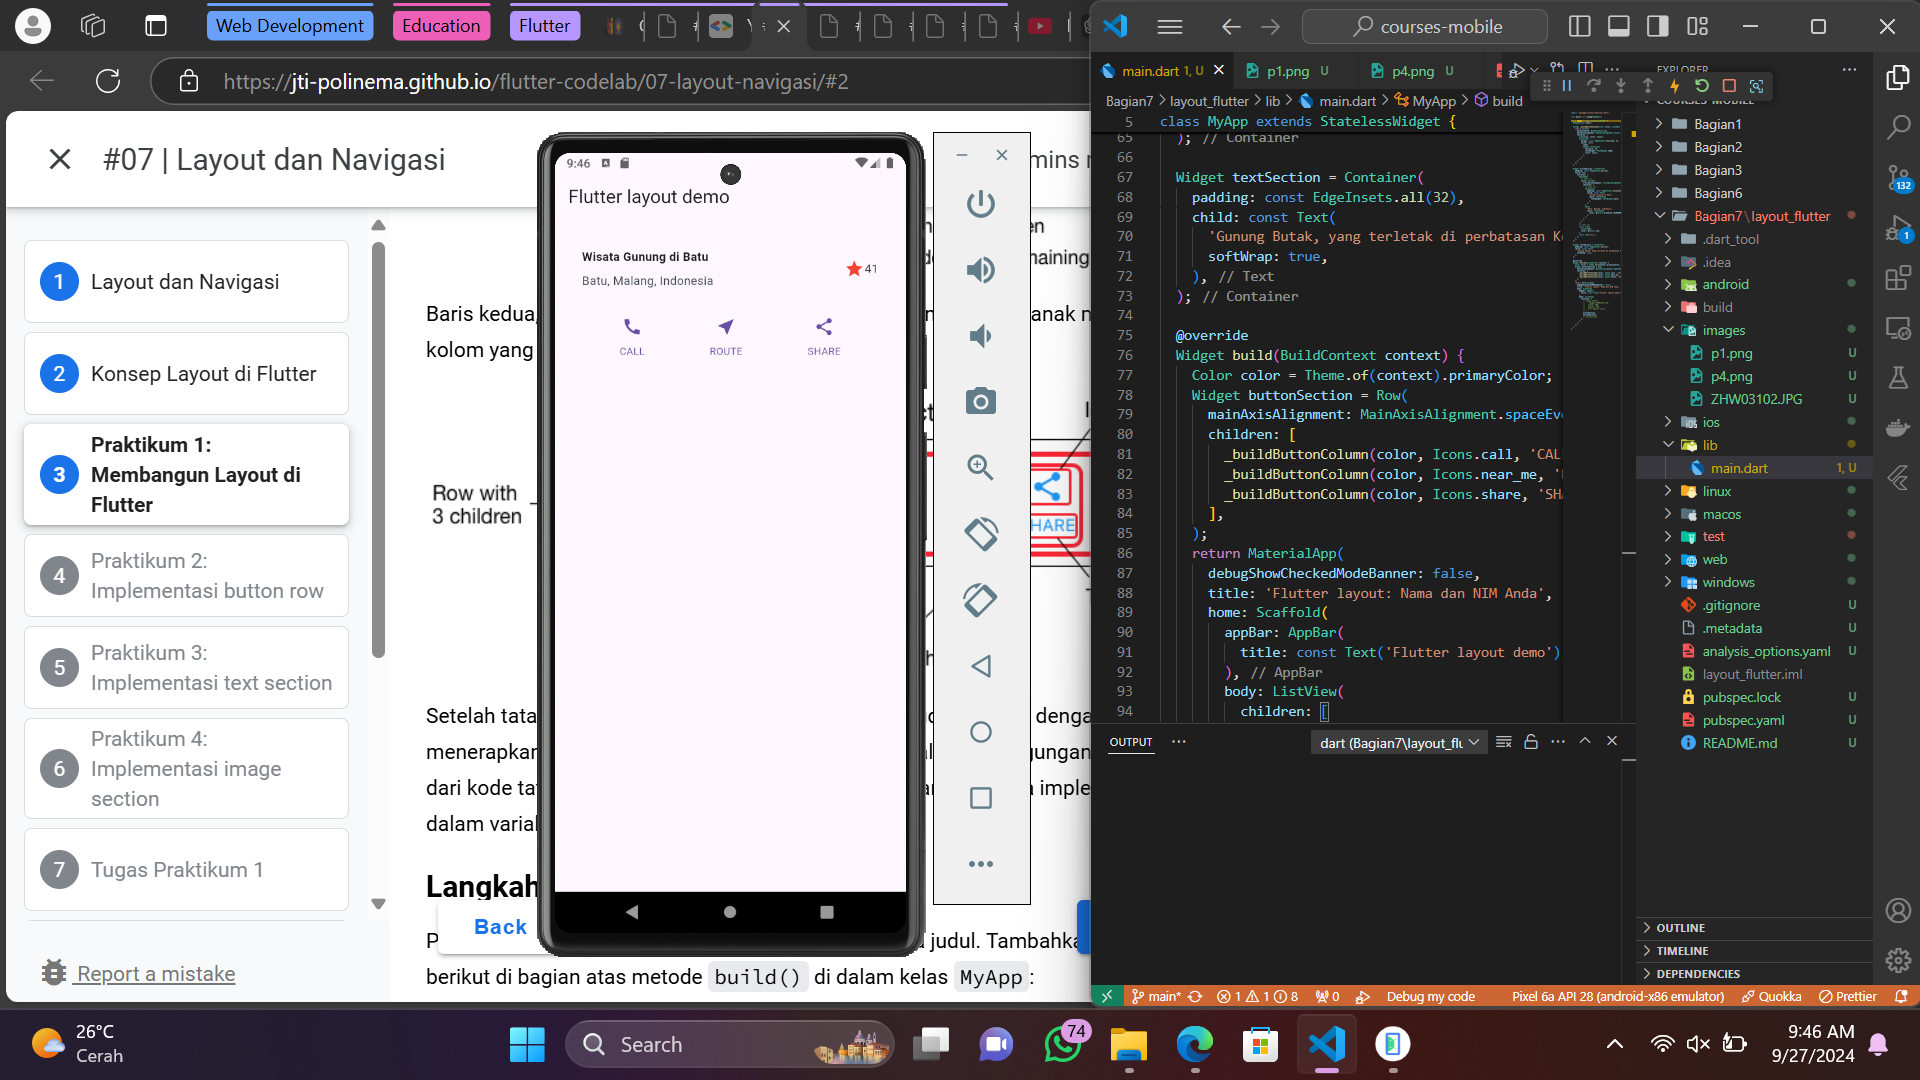 Web Development
Education
Flutter
https://jti-polinema.github.io/flutter-codelab/07-layout-navigasi/#2
#07 | Layout dan Navigasi
mins
1
Layout dan Navigasi
2
Konsep Layout di Flutter
3
Praktikum 1:
Membangun Layout di
Flutter
4
Praktikum 2:
Implementasi button row
5
Praktikum 3:
Implementasi text section
6
Praktikum 4:
Implementasi image
section
7
Tugas Praktikum 1
Report a mistake
Baris kedua,
anak
kolom yang
Row with
3 children
HARE
Setelah tata
menerapkan
dari kode
dalam
Langkah
Back
judul.
berikut di bagian atas metode build() di dalam kelas MyApp:
9:46
Flutter layout demo
Wisata Gunung di Batu
Batu, Malang, Indonesia
41
CALL
ROUTE
SHARE
courses-mobile
main.dart 1, U
p1.png U
p4.png U
EXPLORER
Bagian7 > layout_flutter > lib > main.dart > MyApp > build
5 class MyApp extends StatelessWidget {
65 ); // Container
66
67 Widget textSection = Container(
68 padding: const EdgeInsets.all(32),
69 child: const Text(
70 'Gunung Butak, yang terletak di perbatasan
71 softWrap: true,
72 ), // Text
73 ); // Container
74
75 @override
76 Widget build(BuildContext context) {
77 Color color = Theme.of(context).primaryColor;
78 Widget buttonSection = Row(
79 mainAxisAlignment: MainAxisAlignment.spaceEv
80 children: [
81 _buildButtonColumn(color, Icons.call, 'CAL
82 _buildButtonColumn(color, Icons.near_me, '
83 _buildButtonColumn(color, Icons.share, 'SH
84 ],
85 );
86 return MaterialApp(
87 debugShowCheckedModeBanner: false,
88 title: 'Flutter layout: Nama dan NIM Anda',
89 home: Scaffold(
90 appBar: AppBar(
91 title: const Text('Flutter layout demo')
92 ), // AppBar
93 body: ListView(
94 children: [
COURSES-MOBILE
Bagian1
Bagian2
Bagian3
Bagian6
Bagian7\layout_flutter
.dart_tool
.idea
android
build
images
p1.png U
p4.png U
ZHW03102.JPG U
ios
lib
main.dart 1, U
linux
macos
test
web
windows
.gitignore U
.metadata U
analysis_options.yaml U
layout_flutter.iml
pubspec.lock U
pubspec.yaml U
README.md U
132
1
OUTPUT
dart (Bagian7\layout_flu
OUTLINE
TIMELINE
DEPENDENCIES
main*
1 1 8
0
Debug my code
Pixel 6a API 28 (android-x86 emulator)
Quokka
Prettier
26°C
Cerah
Search
74
9:46 AM
9/27/2024